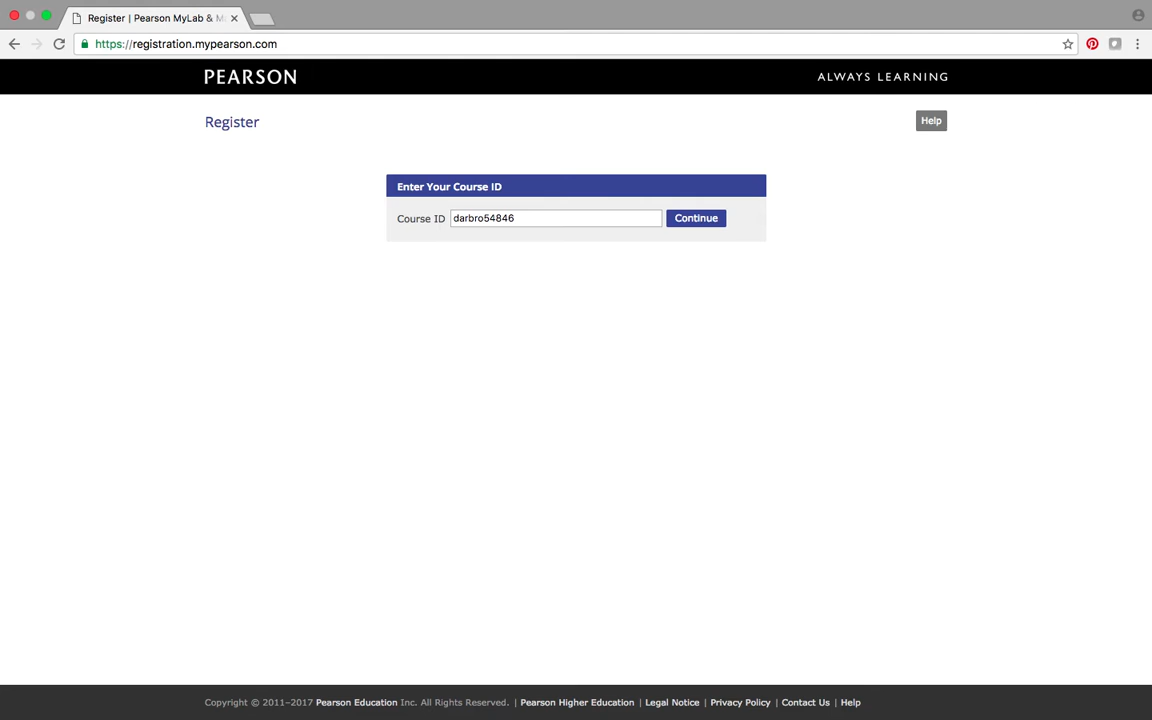 Register | Pearson MyLab & M
https://registration.mypearson.com
PEARSON
ALWAYS LEARNING
Register
Help
Enter Your Course ID
Course ID darbro54846 Continue
Copyright © 2011–2017 Pearson Education Inc. All Rights Reserved. | Pearson Higher Education | Legal Notice | Privacy Policy | Contact Us | Help